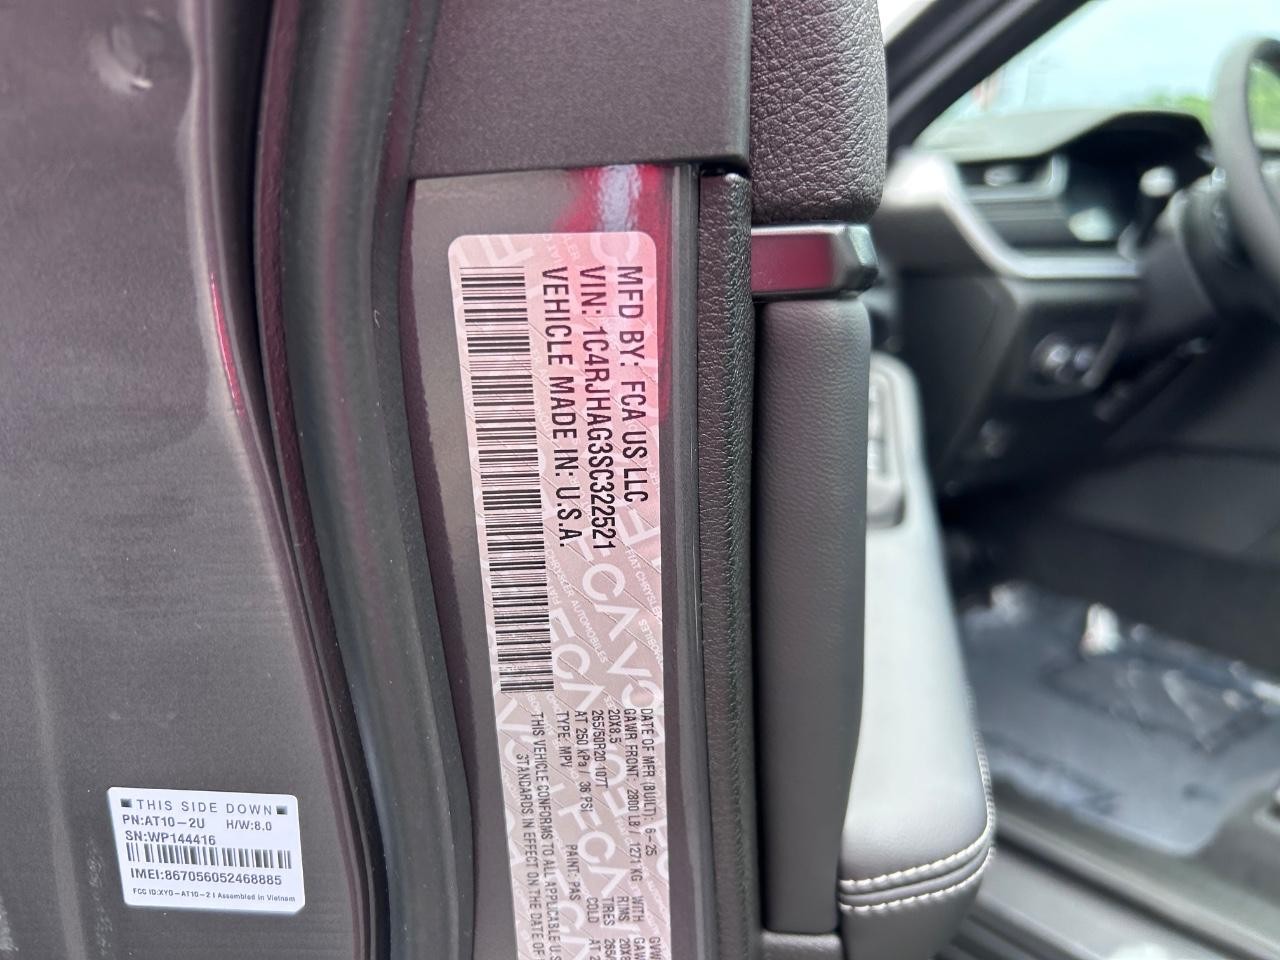 MFD BY: FCA US LLC
VIN: 1C4RJHAG3SC322521
VEHICLE MADE IN: U.S.A.
DATE OF MFR (BUILT): 6-25
GAWR FRONT: 2800 LB / 1271 KG WITH
20X8.5 RIMS
265/50R20 107T TIRES
AT 250 kPa / 36 PSI COLD
TYPE: MPV PAINT: PAS
THIS VEHICLE CONFORMS TO ALL APPLICABLE U.S
STANDARDS IN EFFECT ON THE DATE OF
THIS SIDE DOWN
PN:AT10-2U H/W:8.0
SN:WP144416
IMEI:867056052468885
FCC ID:XYO-AT10-2 | Assembled in Vietnam